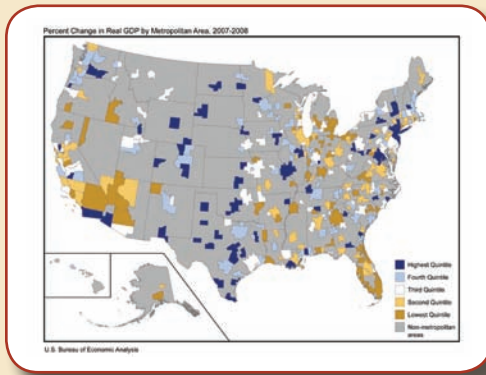 Percent Change in Real GDP by Metropolitan Area, 2007-2008
Highest Quintile
Fourth Quintile
Third Quintile
Second Quintile
Lowest Quintile
Non-metropolitan
areas
U.S. Bureau of Economic Analysis